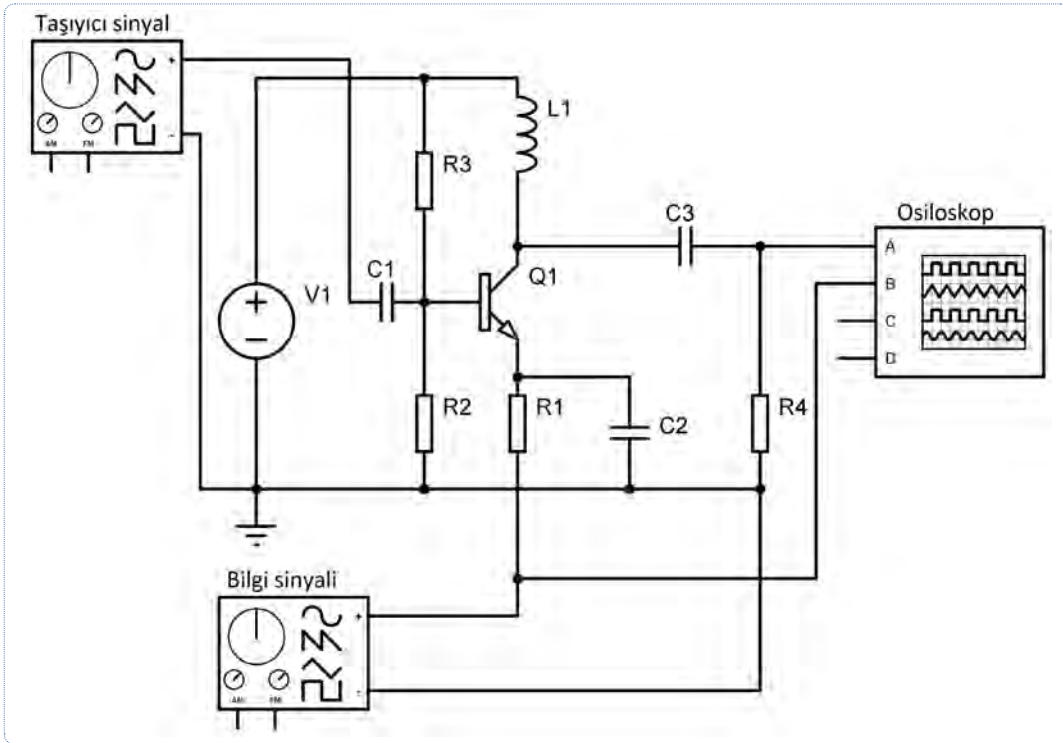 Taşıyıcı sinyal
+
-
AM FM
L1
R3
C3
Osiloskop
A
B
C
D
C1
Q1
V1
+
−
R2
R1
C2
R4
Bilgi sinyali
+
-
AM FM